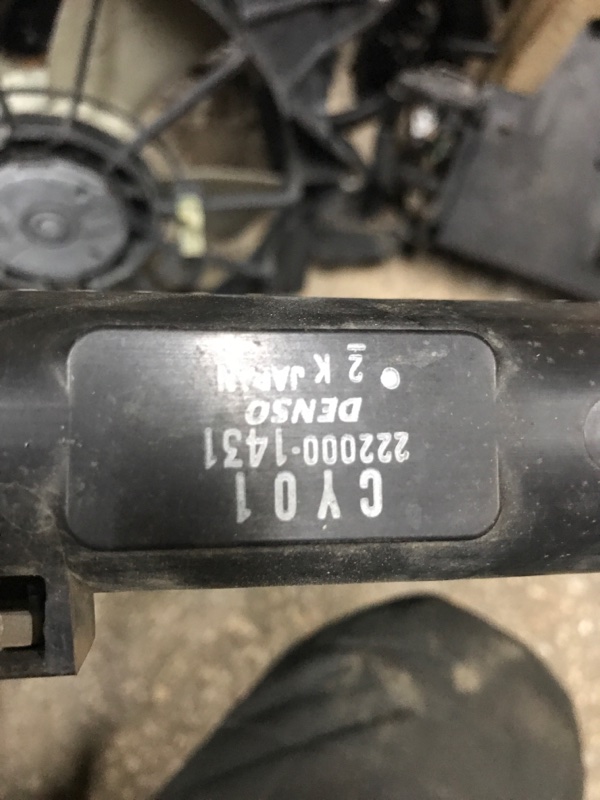 CY01
222000-1431
DENSO
● 2 K JAPAN